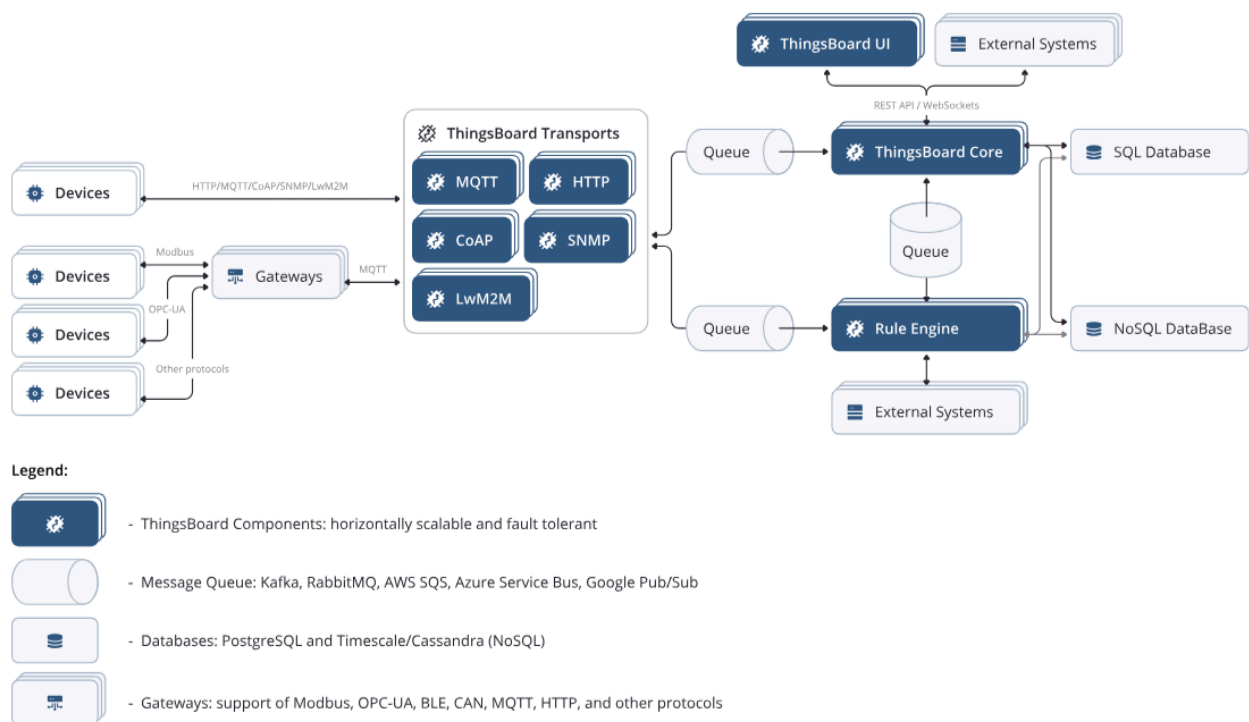 ThingsBoard UI
External Systems
REST API / WebSockets
ThingsBoard Transports
MQTT
HTTP
CoAP
SNMP
LwM2M
Queue
ThingsBoard Core
SQL Database
Devices
HTTP/MQTT/CoAP/SNMP/LwM2M
Devices
Modbus
Gateways
MQTT
OPC-UA
Devices
Other protocols
Devices
Queue
Queue
Rule Engine
NoSQL DataBase
External Systems
Legend:
- ThingsBoard Components: horizontally scalable and fault tolerant
- Message Queue: Kafka, RabbitMQ, AWS SQS, Azure Service Bus, Google Pub/Sub
- Databases: PostgreSQL and Timescale/Cassandra (NoSQL)
- Gateways: support of Modbus, OPC-UA, BLE, CAN, MQTT, HTTP, and other protocols